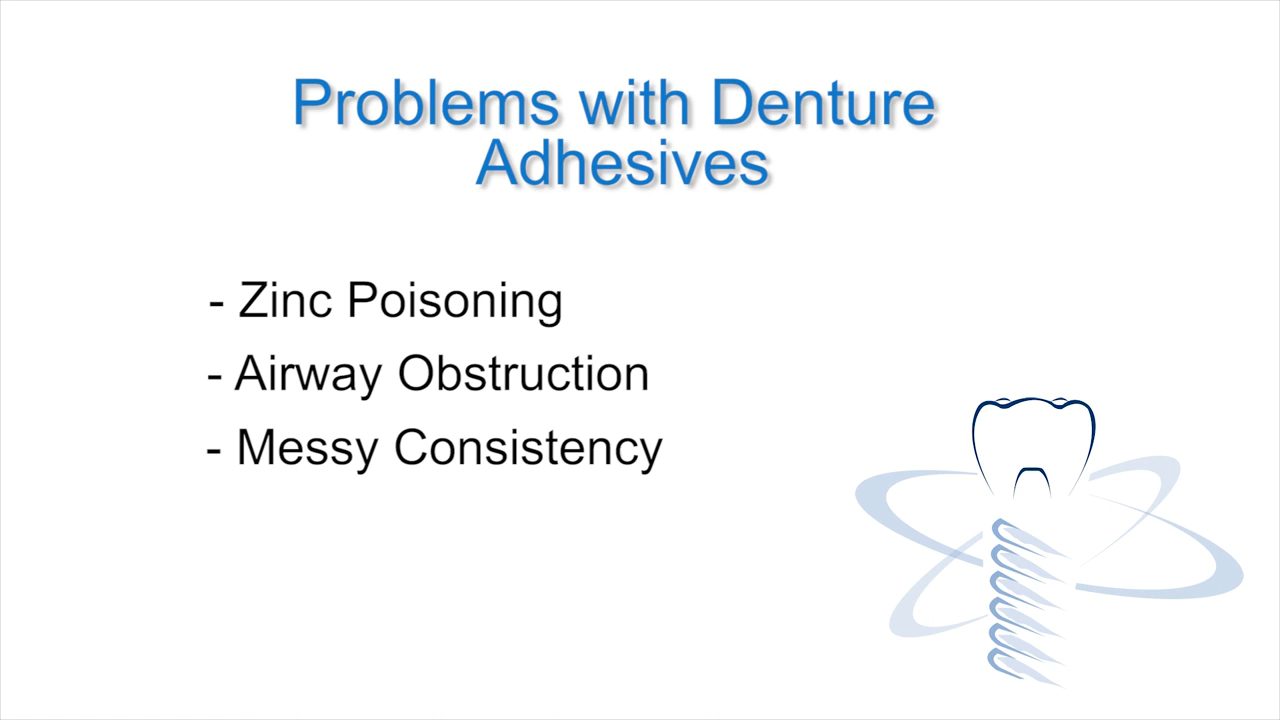 Problems with Denture
Adhesives
- Zinc Poisoning
- Airway Obstruction
- Messy Consistency